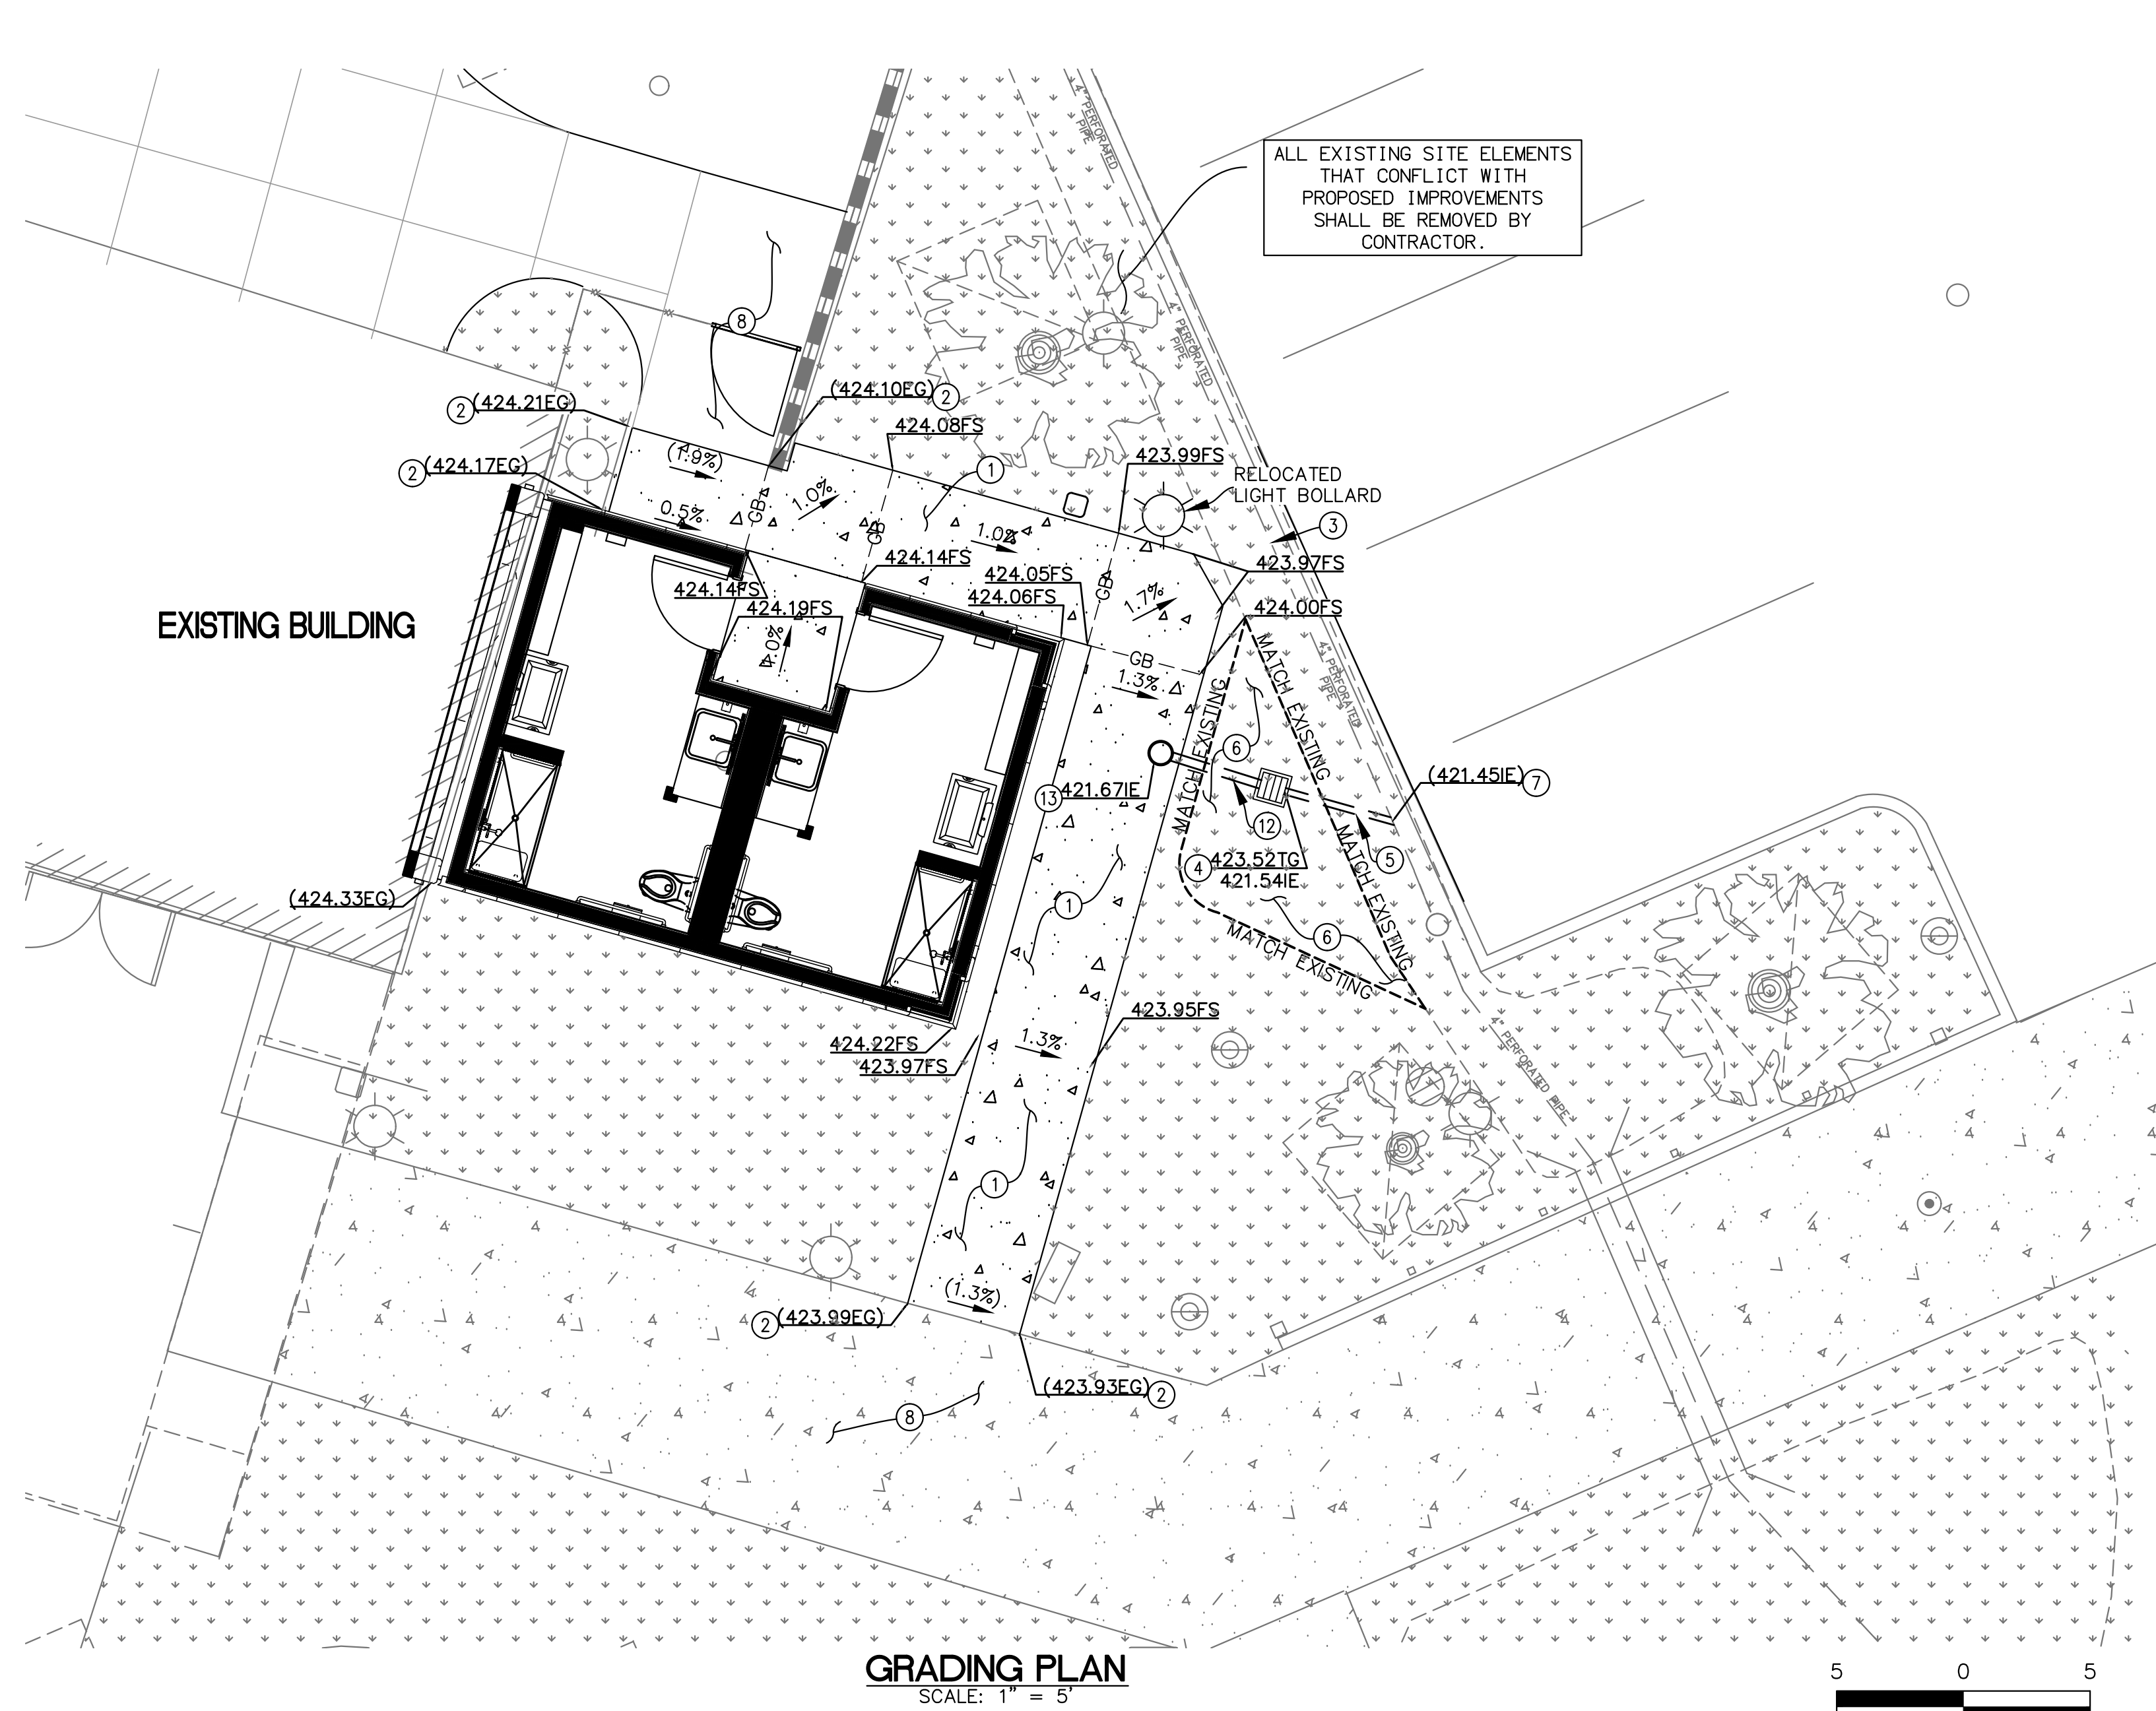 4" PERFORATED
PIPE
ALL EXISTING SITE ELEMENTS
THAT CONFLICT WITH
PROPOSED IMPROVEMENTS
SHALL BE REMOVED BY
CONTRACTOR.
8
4" PERFORATED
PIPE
(424.10EG) 2
2 (424.21EG)
424.08FS
(1.9%)
1
423.99FS
2 (424.17EG)
RELOCATED
LIGHT BOLLARD
1.0%
GB
0.5%
3
GB
1.0%
424.14FS
423.97FS
424.05FS
424.14FS
424.06FS
GB
1.7%
424.19FS
424.00FS
EXISTING BUILDING
4.0%
GB
1.3%
MATCH EXISTING
4" PERFORATED
PIPE
MATCH EXISTING
6
13 421.67IE
(421.45IE) 7
12
MATCH EXISTING
5
4 423.52TG
421.54IE
(424.33EG)
1
6
MATCH EXISTING
423.95FS
4" PERFORATED PIPE
424.22FS
1.3%
423.97FS
1
(1.3%)
2 (423.99EG)
(423.93EG) 2
8
GRADING PLAN
SCALE: 1" = 5'
5 0 5